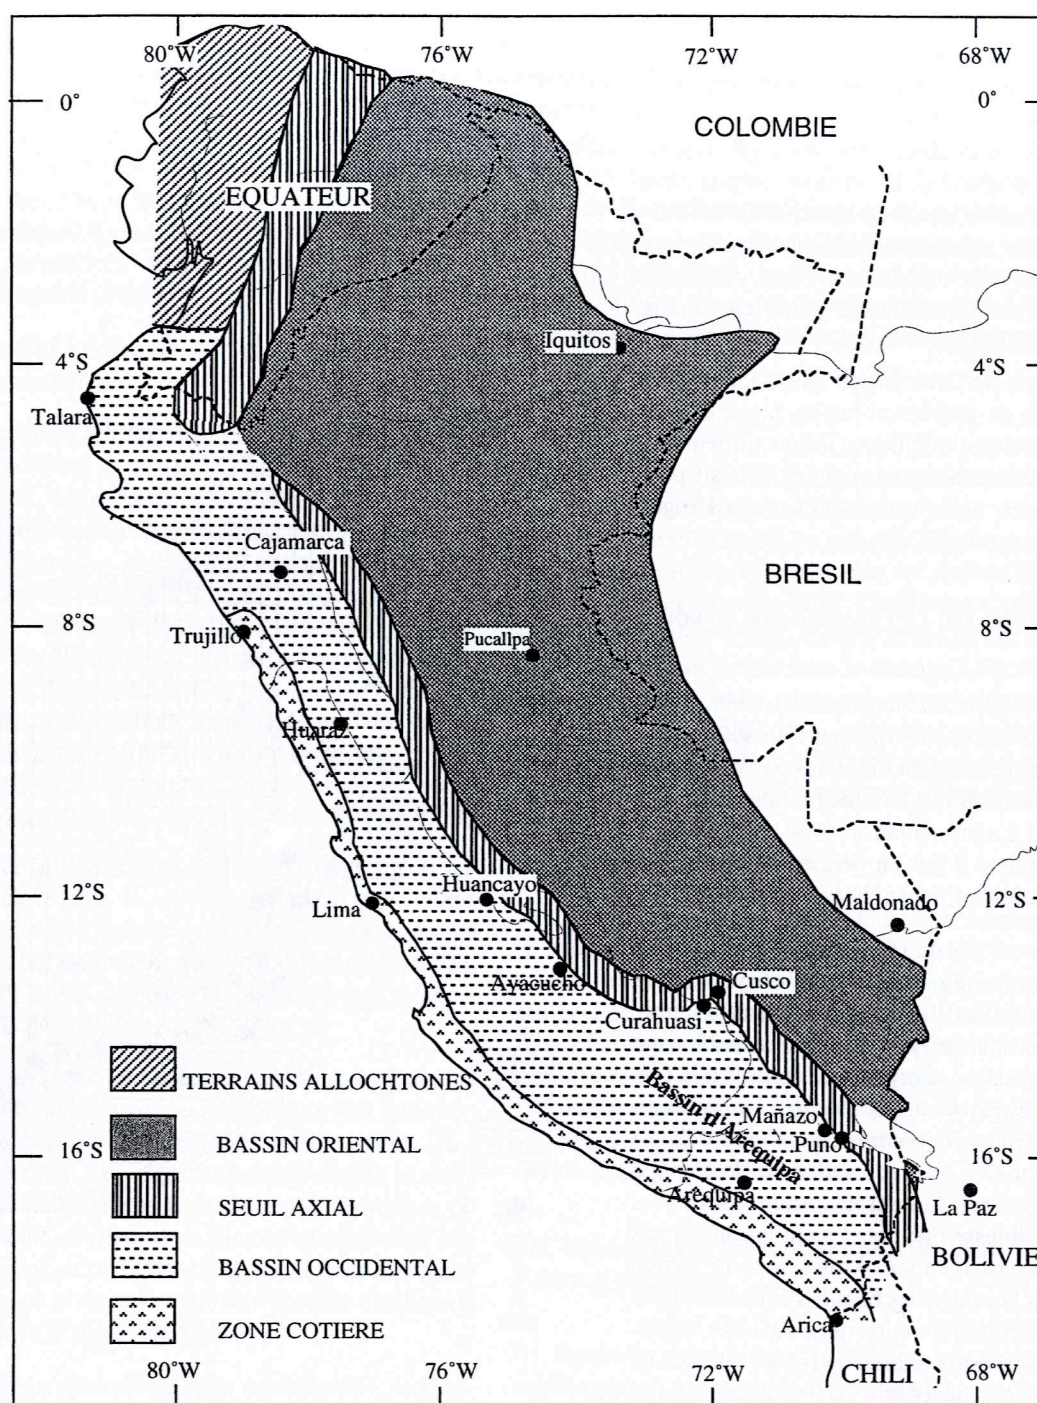 80°W 76°W 72°W 68°W
0° 0°
COLOMBIE
EQUATEUR
Iquitos
4°S 4°S
Talara
Cajamarca
BRESIL
Trujillo
8°S 8°S
Pucallpa
Huaraz
Huancayo
12°S 12°S
Lima
Maldonado
Ayacucho
Cusco
Curahuasi
Bassin d'Arequipa
Mañazo
Puno
16°S 16°S
Arequipa
La Paz
BOLIVIE
Arica
CHILI
TERRAINS ALLOCHTONES
BASSIN ORIENTAL
SEUIL AXIAL
BASSIN OCCIDENTAL
ZONE COTIERE
80°W 76°W 72°W 68°W